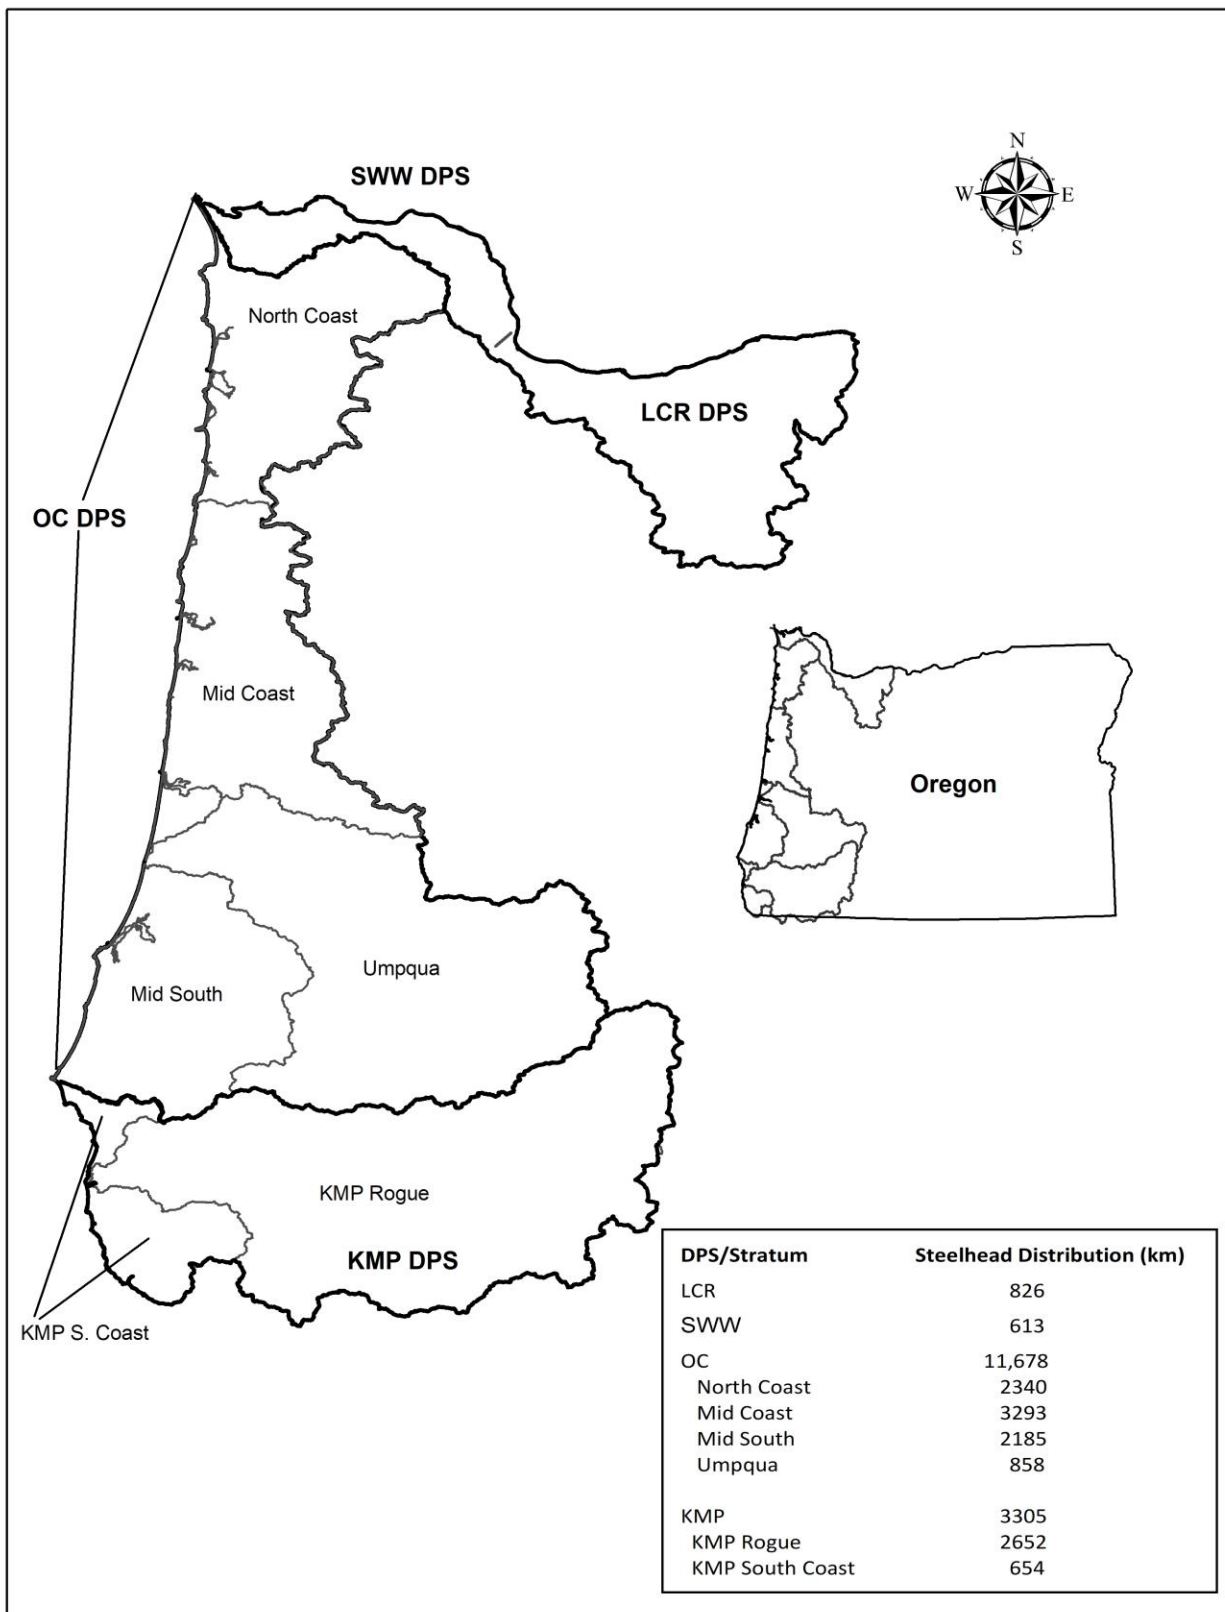 SWW DPS
N
W
E
S
North Coast
LCR DPS
OC DPS
Mid Coast
Oregon
Umpqua
Mid South
KMP Rogue
KMP DPS
KMP S. Coast
DPS/Stratum Steelhead Distribution (km)
LCR 826
SWW 613
OC 11,678
North Coast 2340
Mid Coast 3293
Mid South 2185
Umpqua 858
KMP 3305
KMP Rogue 2652
KMP South Coast 654